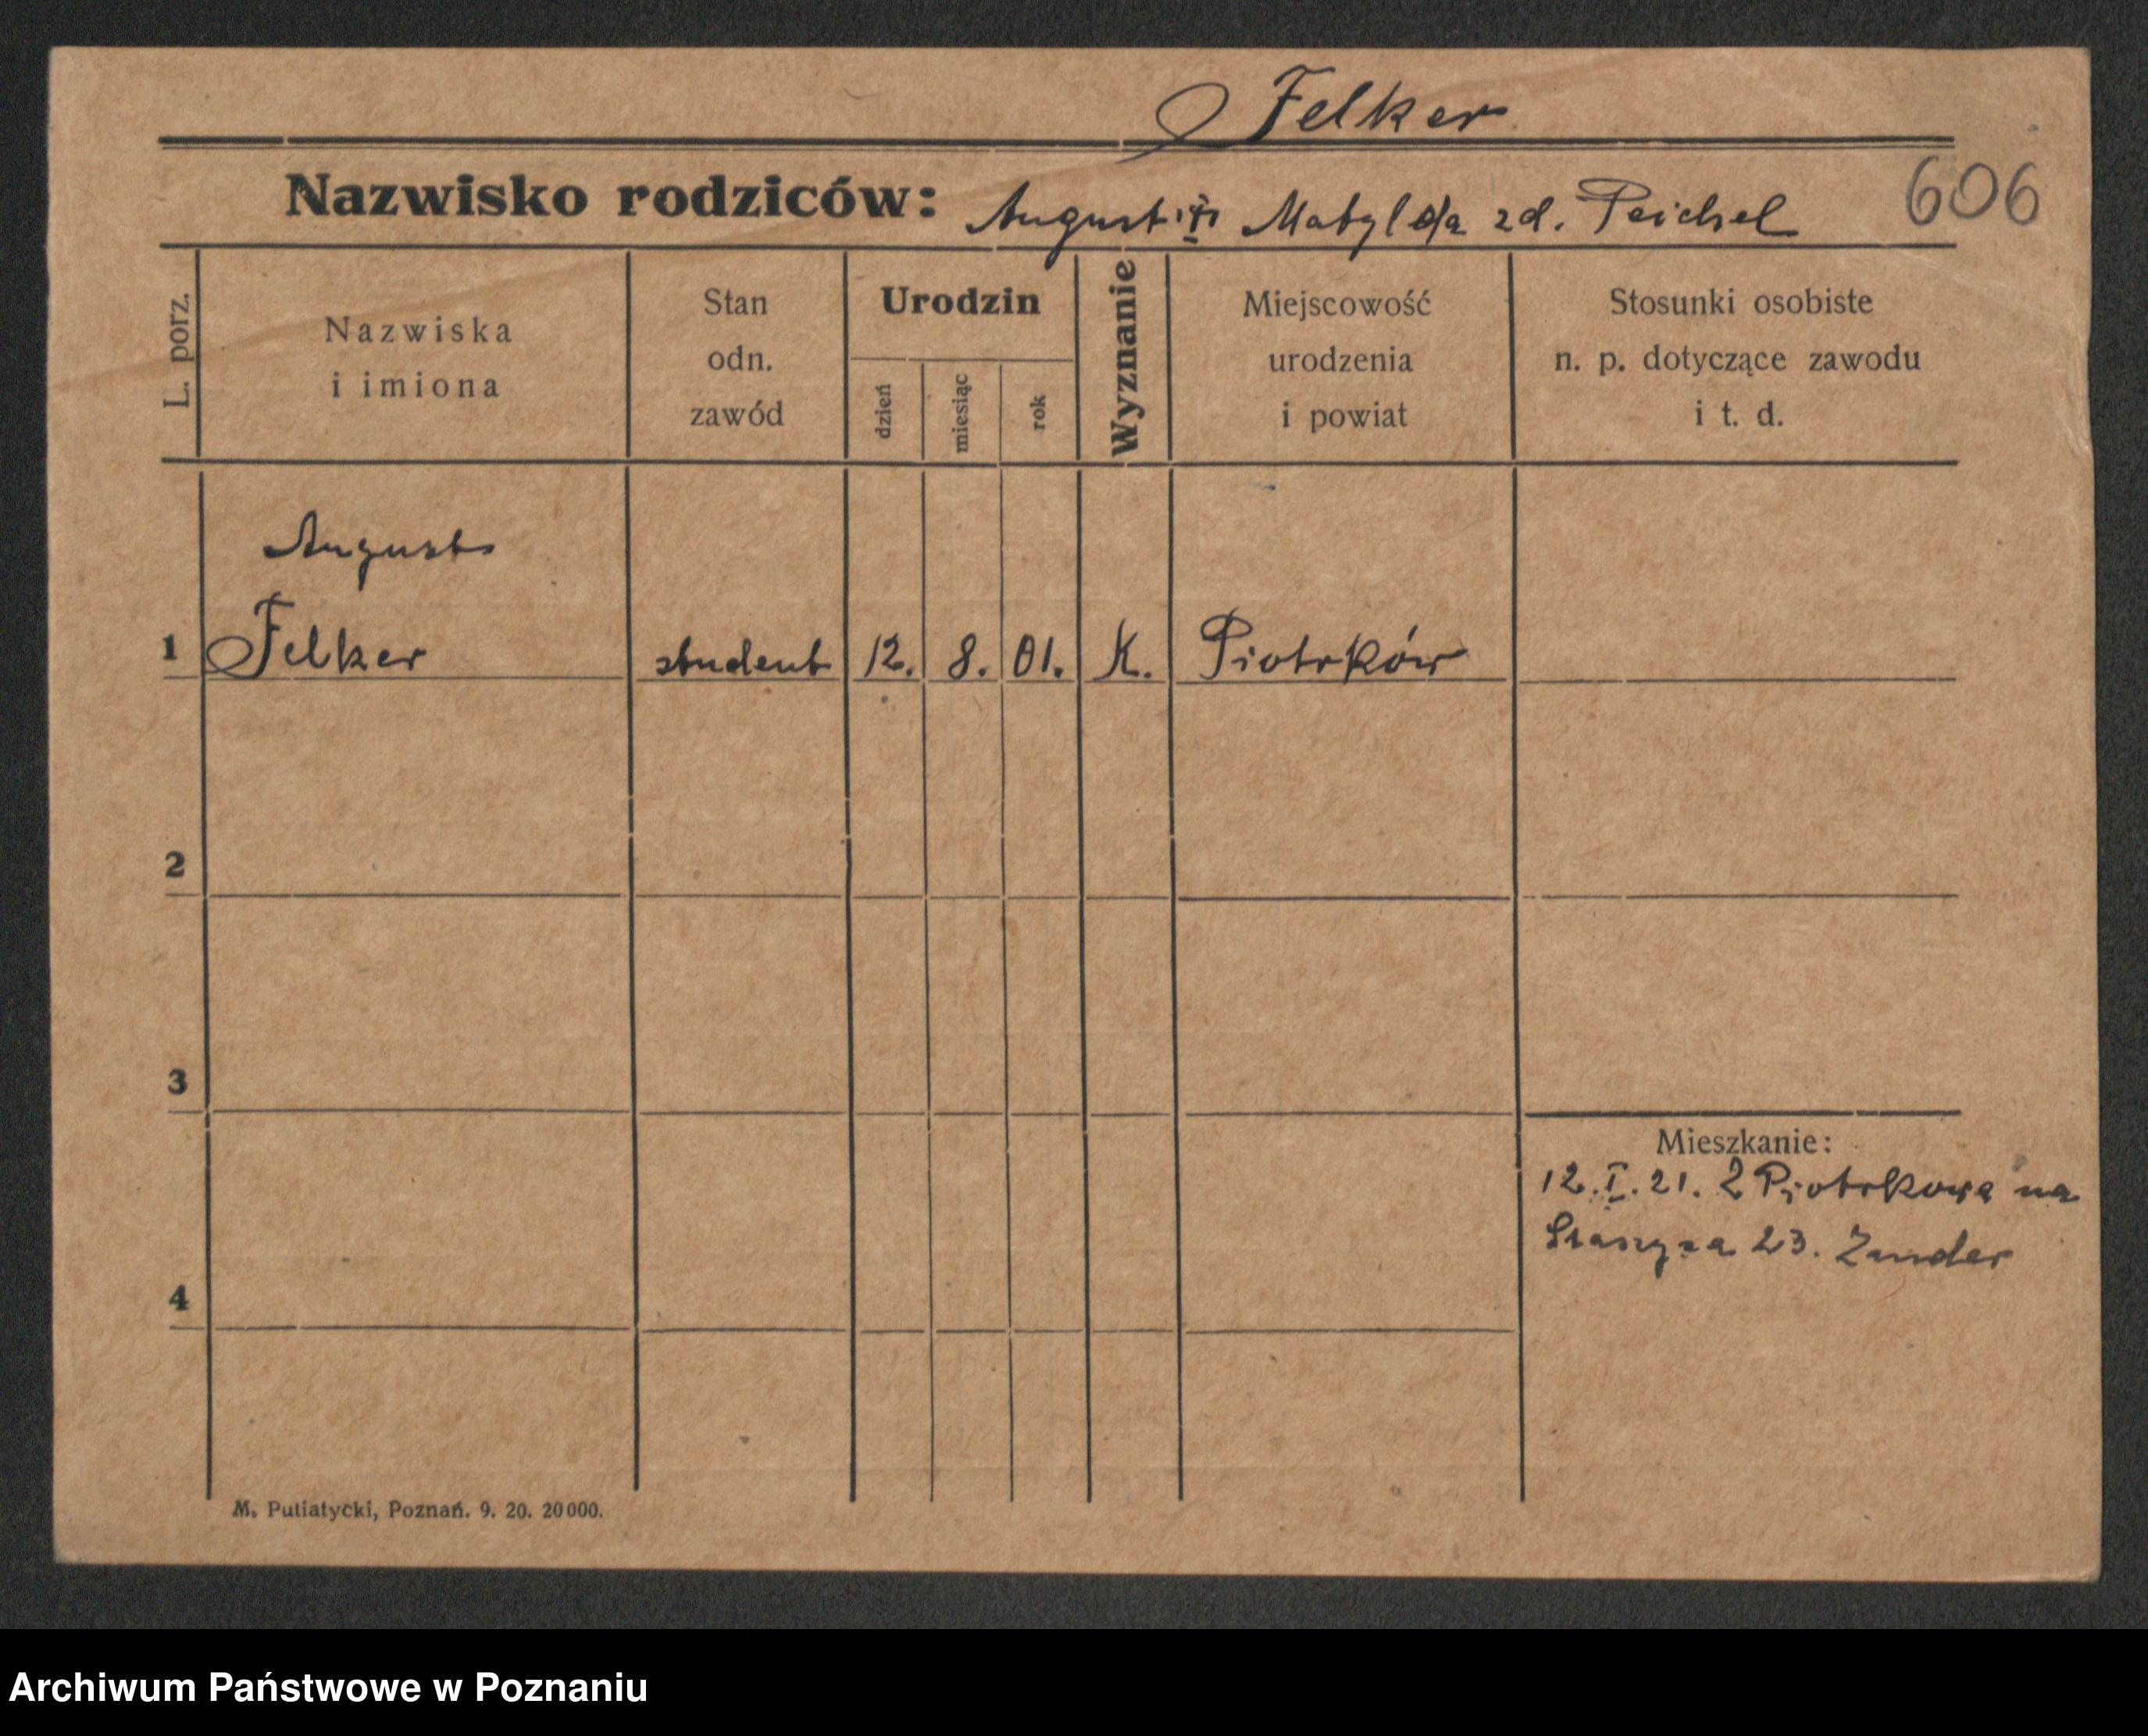 Felker
Nazwisko rodziców: August i Matylda zd. Peichel
606
L. porz.
Nazwiska
i imiona
Stan
odn.
zawód
Urodzin
dzień
miesiąc
rok
Wyznanie
Miejscowość
urodzenia
i powiat
Stosunki osobiste
n. p. dotyczące zawodu
i t. d.
August
1 Felker student 12. 8. 01. K. Piotrków
2
3
Mieszkanie:
12.I.21. z Piotrkowa na
23. Zander
4
M. Putiatycki, Poznań. 9. 20. 20000.
Archiwum Państwowe w Poznaniu